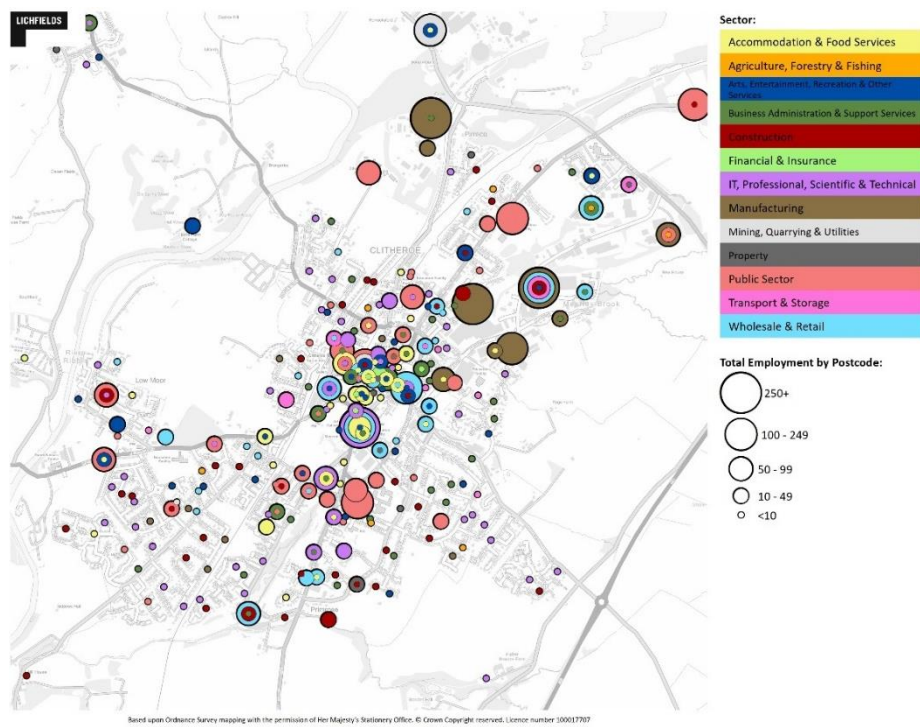 LICHFIELDS
CLITHEROE
Low Moor
Primrose
Sector:
Accommodation & Food Services
Agriculture, Forestry & Fishing
Arts, Entertainment, Recreation & Other
Services
Business Administration & Support Services
Construction
Financial & Insurance
IT, Professional, Scientific & Technical
Manufacturing
Mining, Quarrying & Utilities
Property
Public Sector
Transport & Storage
Wholesale & Retail
Total Employment by Postcode:
250+
100 - 249
50 - 99
10 - 49
<10
Based upon Ordnance Survey mapping with the permission of Her Majesty's Stationery Office. © Crown Copyright reserved. Licence number 100017707